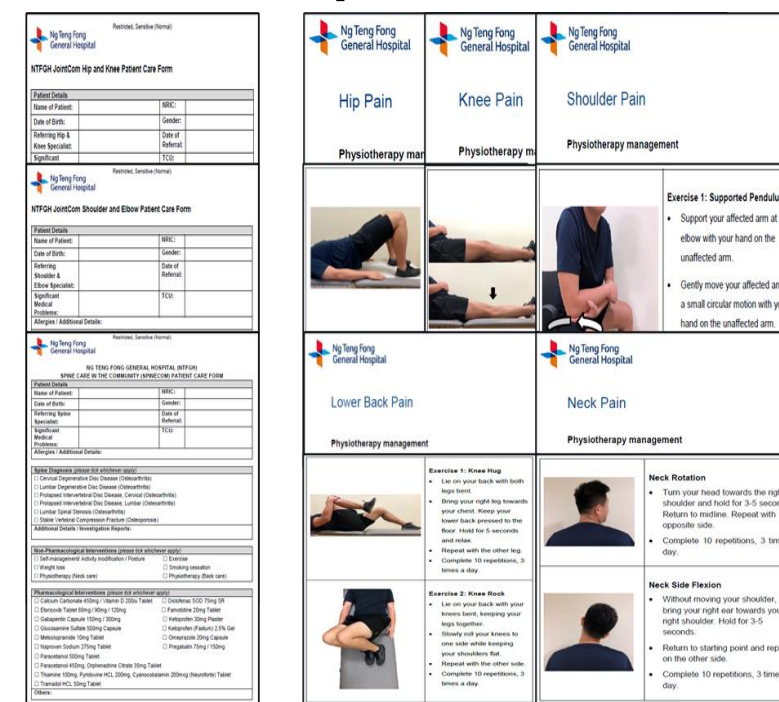 Restricted, Sensitive (Normal)
Ng Teng Fong
General Hospital
NTFGH JointCom Hip and Knee Patient Care Form
Patient Details
Name of Patient: NRIC:
Date of Birth: Gender:
Referring Hip & Knee Specialist: Date of Referral:
Significant TCU:
Restricted, Sensitive (Normal)
Ng Teng Fong
General Hospital
NTFGH JointCom Shoulder and Elbow Patient Care Form
Patient Details
Name of Patient: NRIC:
Date of Birth: Gender:
Referring Shoulder & Elbow Specialist: Date of Referral:
Significant Medical Problems: TCU:
Allergies / Additional Details:
Restricted, Sensitive (Normal)
Ng Teng Fong
General Hospital
NG TENG FONG GENERAL HOSPITAL (NTFGH)
SPINE CARE IN THE COMMUNITY (SPINECOM) PATIENT CARE FORM
Patient Details
Name of Patient: NRIC:
Date of Birth: Gender:
Referring Spine Specialist: Date of Referral:
Significant Medical Problems: TCU:
Allergies / Additional Details:
Spine Diagnosis (please tick whichever apply)
☐ Cervical Degenerative Disc Disease (Osteoarthritis)
☐ Lumbar Degenerative Disc Disease (Osteoarthritis)
☐ Prolapsed Intervertebral Disc Disease, Cervical (Osteoarthritis)
☐ Prolapsed Intervertebral Disc Disease, Lumbar (Osteoarthritis)
☐ Lumbar Spinal Stenosis (Osteoarthritis)
☐ Stable Vertebral Compression Fracture (Osteoporosis)
Additional Details / Investigation Reports:
Non-Pharmacological Interventions (please tick whichever apply)
☐ Self-management/ Activity modification / Posture ☐ Exercise
☐ Weight loss ☐ Smoking cessation
☐ Physiotherapy (Neck care) ☐ Physiotherapy (Back care)
Pharmacological Interventions (please tick whichever apply)
☐ Calcium Carbonate 450mg / Vitamin D 200u Tablet ☐ Diclofenac SOD 75mg SR
☐ Etoricoxib Tablet 60mg / 90mg / 120mg ☐ Famotidine 20mg Tablet
☐ Gabapentin Capsule 100mg / 300mg ☐ Ketoprofen 30mg Plaster
☐ Glucosamine Sulfate 500mg Capsule ☐ Ketoprofen (Fastum) 2.5% Gel
☐ Metoclopramide 10mg Tablet ☐ Omeprazole 20mg Capsule
☐ Naproxen Sodium 275mg Tablet ☐ Pregabalin 75mg / 150mg
☐ Paracetamol 500mg Tablet
☐ Paracetamol 450mg, Orphenadrine Citrate 35mg Tablet
☐ Thiamine 100mg, Pyridoxine HCL 200mg, Cyanocobalamin 200mcg (Neuroforte) Tablet
☐ Tramadol HCL 50mg Tablet
Others:
Ng Teng Fong
General Hospital
Hip Pain
Physiotherapy
Ng Teng Fong
General Hospital
Knee Pain
Physiotherapy
Ng Teng Fong
General Hospital
Shoulder Pain
Physiotherapy management
Exercise 1: Supported
• Support your affected arm at
elbow with your hand on the
unaffected arm.
• Gently move your affected
a small circular motion with
hand on the unaffected arm.
Ng Teng Fong
General Hospital
Lower Back Pain
Physiotherapy management
Exercise 1: Knee Hug
• Lie on your back with both
legs bent.
• Bring your right leg towards
your chest. Keep your
lower back pressed to the
floor. Hold for 5 seconds
and relax.
• Repeat with the other leg.
• Complete 10 repetitions, 3
times a day.
Exercise 2: Knee Rock
• Lie on your back with your
knees bent, keeping your
legs together.
• Slowly roll your knees to
one side while keeping
your shoulders flat.
• Repeat with the other side.
• Complete 10 repetitions, 3
times a day.
Ng Teng Fong
General Hospital
Neck Pain
Physiotherapy management
Neck Rotation
• Turn your head towards the
shoulder and hold for 3-5
Return to midline. Repeat with
opposite side.
• Complete 10 repetitions, 3
day.
Neck Side Flexion
• Without moving your shoulder,
bring your right ear towards
right shoulder. Hold for 3-5
seconds.
• Return to starting point and
on the other side.
• Complete 10 repetitions, 3
day.